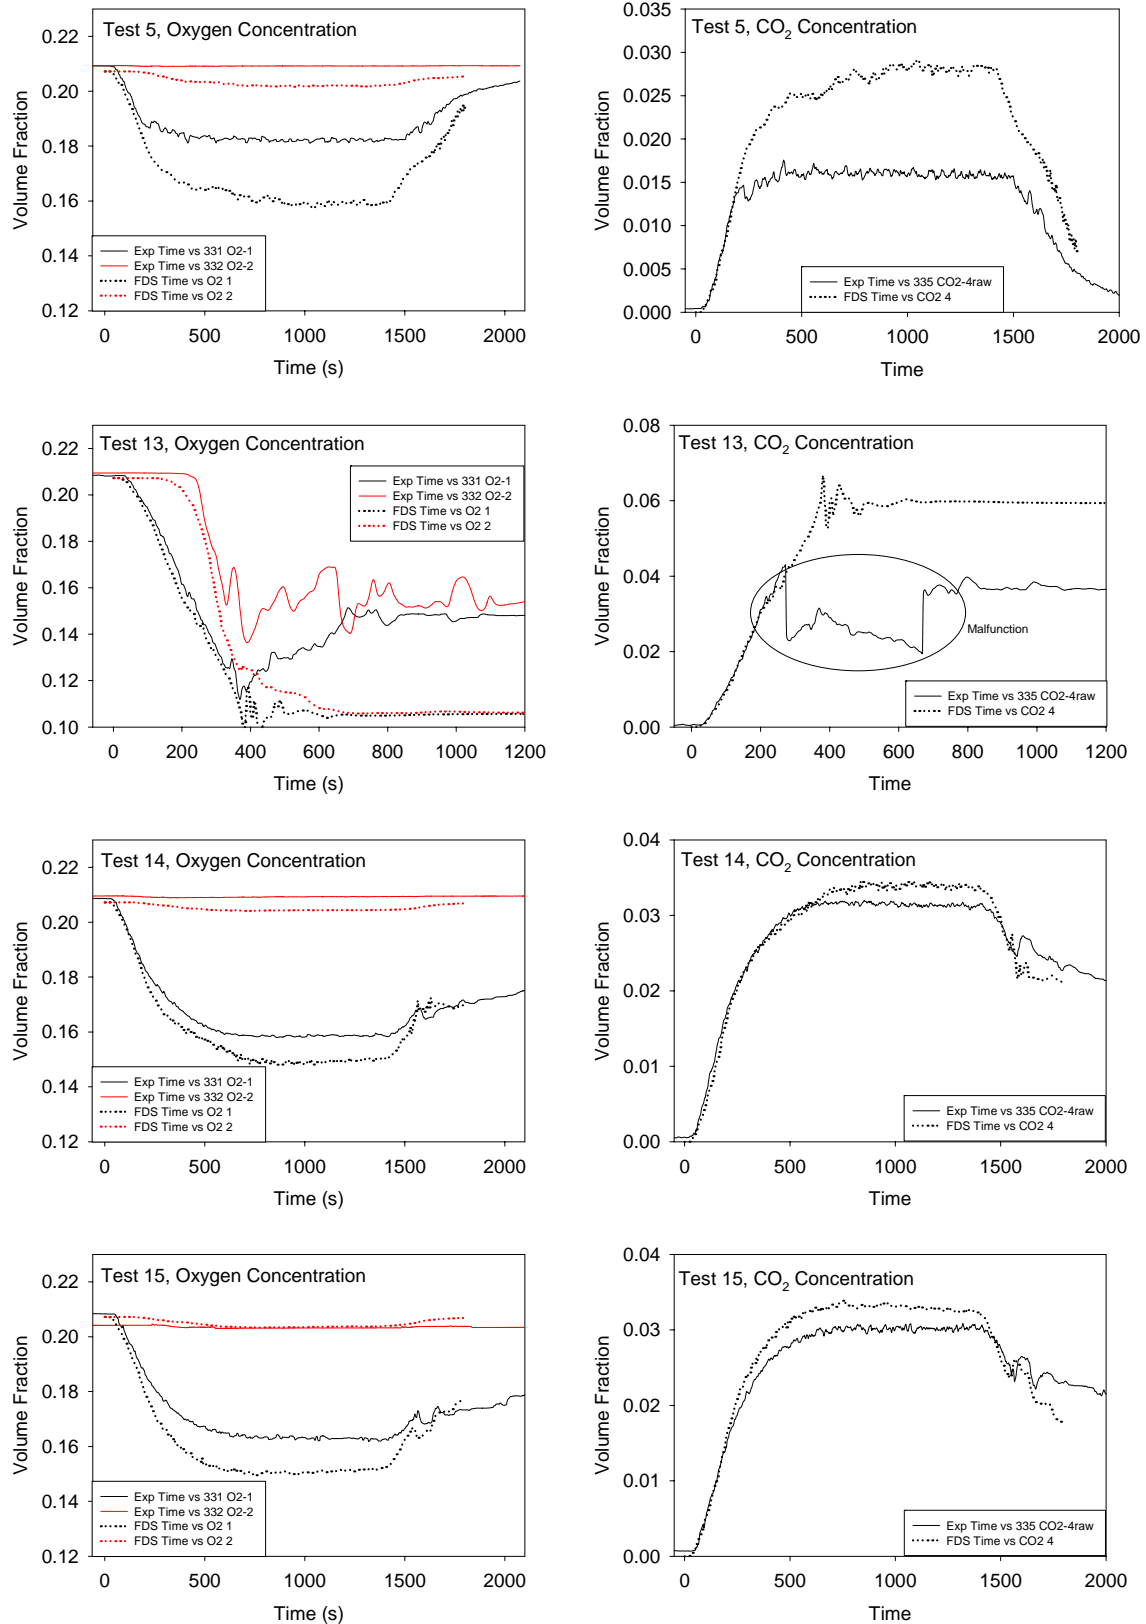 Test 5, Oxygen Concentration
0.22
0.20
0.18
0.16
0.14
0.12
Volume Fraction
Exp Time vs 331 O2-1
Exp Time vs 332 O2-2
FDS Time vs O2 1
FDS Time vs O2 2
0 500 1000 1500 2000
Time (s)
Test 5, CO2 Concentration
0.035
0.030
0.025
0.020
0.015
0.010
0.005
0.000
Volume Fraction
Exp Time vs 335 CO2-4raw
FDS Time vs CO2 4
0 500 1000 1500 2000
Time
Test 13, Oxygen Concentration
0.22
0.20
0.18
0.16
0.14
0.12
0.10
Volume Fraction
Exp Time vs 331 O2-1
Exp Time vs 332 O2-2
FDS Time vs O2 1
FDS Time vs O2 2
0 200 400 600 800 1000 1200
Time (s)
Test 13, CO2 Concentration
0.08
0.06
0.04
0.02
0.00
Volume Fraction
Malfunction
Exp Time vs 335 CO2-4raw
FDS Time vs CO2 4
0 200 400 600 800 1000 1200
Time
Test 14, Oxygen Concentration
0.22
0.20
0.18
0.16
0.14
0.12
Volume Fraction
Exp Time vs 331 O2-1
Exp Time vs 332 O2-2
FDS Time vs O2 1
FDS Time vs O2 2
0 500 1000 1500 2000
Time (s)
Test 14, CO2 Concentration
0.04
0.03
0.02
0.01
0.00
Volume Fraction
Exp Time vs 335 CO2-4raw
FDS Time vs CO2 4
0 500 1000 1500 2000
Time
Test 15, Oxygen Concentration
0.22
0.20
0.18
0.16
0.14
0.12
Volume Fraction
Exp Time vs 331 O2-1
Exp Time vs 332 O2-2
FDS Time vs O2 1
FDS Time vs O2 2
0 500 1000 1500 2000
Time (s)
Test 15, CO2 Concentration
0.04
0.03
0.02
0.01
0.00
Volume Fraction
Exp Time vs 335 CO2-4raw
FDS Time vs CO2 4
0 500 1000 1500 2000
Time